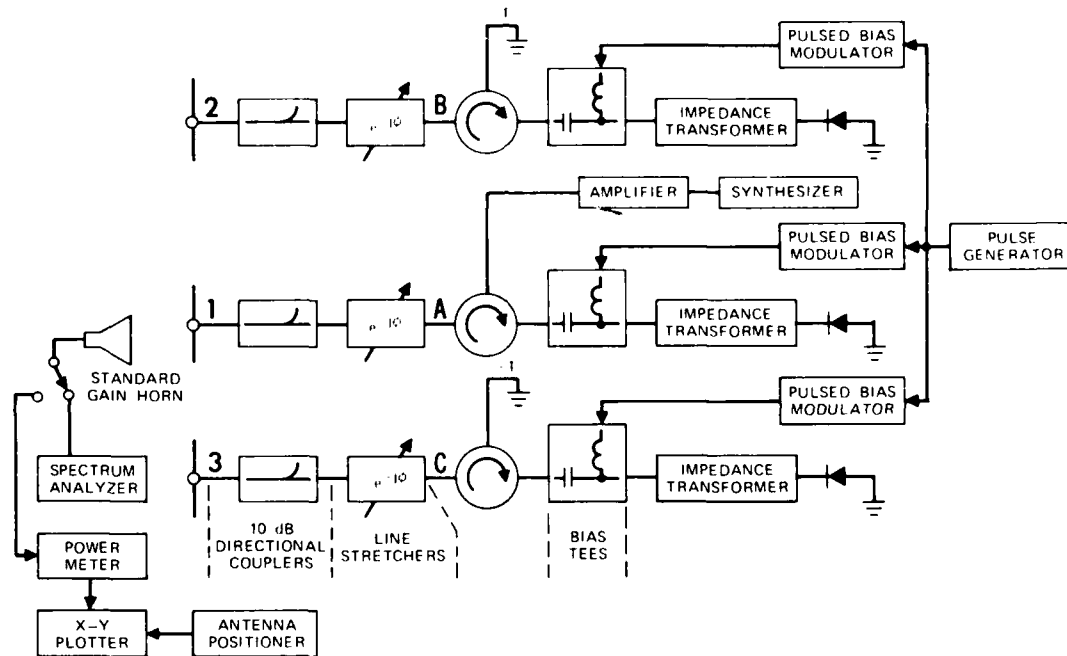 PULSED BIAS
MODULATOR
2
B
IMPEDANCE
TRANSFORMER
AMPLIFIER
SYNTHESIZER
PULSED BIAS
MODULATOR
PULSE
GENERATOR
1
A
IMPEDANCE
TRANSFORMER
STANDARD
GAIN HORN
PULSED BIAS
MODULATOR
3
C
IMPEDANCE
TRANSFORMER
SPECTRUM
ANALYZER
10 dB
DIRECTIONAL
COUPLERS
LINE
STRETCHERS
BIAS
TEES
POWER
METER
X-Y
PLOTTER
ANTENNA
POSITIONER